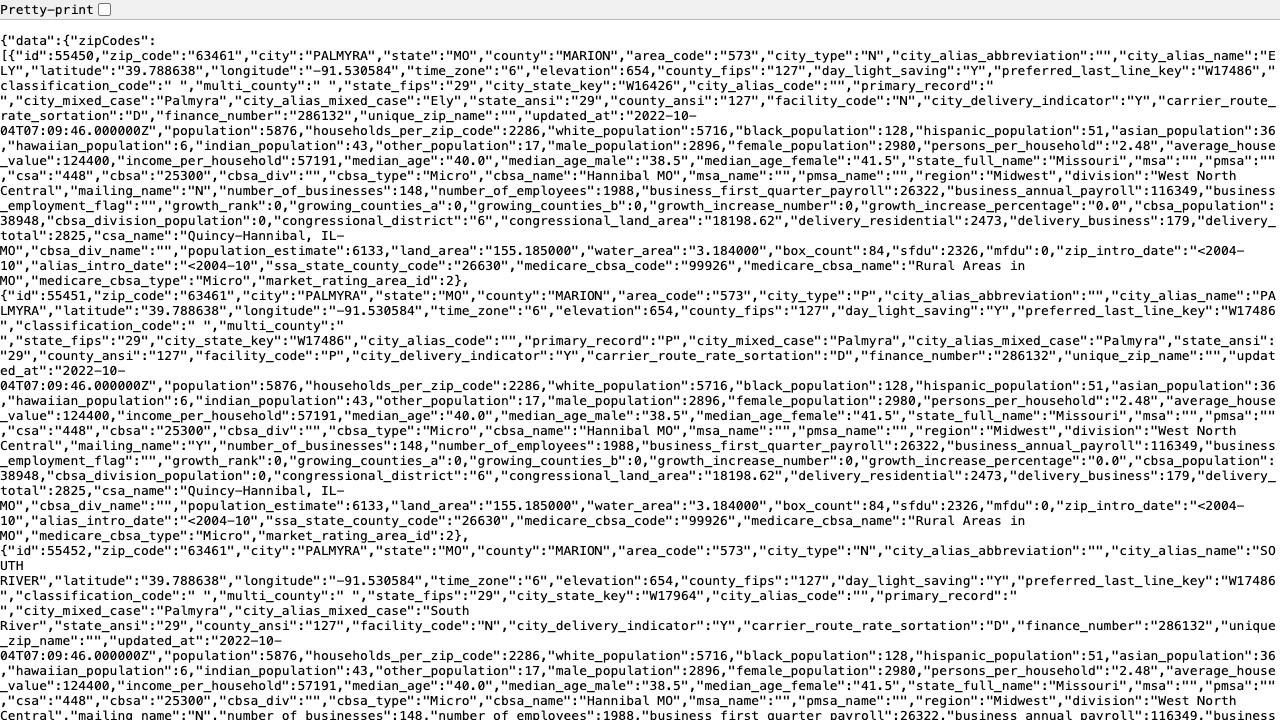 Pretty-print
{"data":{"zipCodes":
[{"id":55450,"zip_code":"63461","city":"PALMYRA","state":"MO","county":"MARION","area_code":"573","city_type":"N","city_alias_abbreviation":"","city_alias_name":"E
LY","latitude":"39.788638","longitude":"-91.530584","time_zone":"6","elevation":654,"county_fips":"127","day_light_saving":"Y","preferred_last_line_key":"W17486","
classification_code":" ","multi_county":" ","state_fips":"29","city_state_key":"W16426","city_alias_code":"","primary_record":"
","city_mixed_case":"Palmyra","city_alias_mixed_case":"Ely","state_ansi":"29","county_ansi":"127","facility_code":"N","city_delivery_indicator":"Y","carrier_route_
rate_sortation":"D","finance_number":"286132","unique_zip_name":"","updated_at":"2022-10-
04T07:09:46.000000Z","population":5876,"households_per_zip_code":2286,"white_population":5716,"black_population":128,"hispanic_population":51,"asian_population":36
,"hawaiian_population":6,"indian_population":43,"other_population":17,"male_population":2896,"female_population":2980,"persons_per_household":"2.48","average_house
_value":124400,"income_per_household":57191,"median_age":"40.0","median_age_male":"38.5","median_age_female":"41.5","state_full_name":"Missouri","msa":"","pmsa":""
,"csa":"448","cbsa":"25300","cbsa_div":"","cbsa_type":"Micro","cbsa_name":"Hannibal MO","msa_name":"","pmsa_name":"","region":"Midwest","division":"West North
Central","mailing_name":"N","number_of_businesses":148,"number_of_employees":1988,"business_first_quarter_payroll":26322,"business_annual_payroll":116349,"business
_employment_flag":"","growth_rank":0,"growing_counties_a":0,"growing_counties_b":0,"growth_increase_number":0,"growth_increase_percentage":"0.0","cbsa_population":
38948,"cbsa_division_population":0,"congressional_district":"6","congressional_land_area":"18198.62","delivery_residential":2473,"delivery_business":179,"delivery_
total":2825,"csa_name":"Quincy-Hannibal, IL-
MO","cbsa_div_name":"","population_estimate":6133,"land_area":"155.185000","water_area":"3.184000","box_count":84,"sfdu":2326,"mfdu":0,"zip_intro_date":"<2004-
10","alias_intro_date":"<2004-10","ssa_state_county_code":"26630","medicare_cbsa_code":"99926","medicare_cbsa_name":"Rural Areas in
MO","medicare_cbsa_type":"Micro","market_rating_area_id":2},
{"id":55451,"zip_code":"63461","city":"PALMYRA","state":"MO","county":"MARION","area_code":"573","city_type":"P","city_alias_abbreviation":"","city_alias_name":"PA
LMYRA","latitude":"39.788638","longitude":"-91.530584","time_zone":"6","elevation":654,"county_fips":"127","day_light_saving":"Y","preferred_last_line_key":"W17486
","classification_code":" ","multi_county":"
","state_fips":"29","city_state_key":"W17486","city_alias_code":"","primary_record":"P","city_mixed_case":"Palmyra","city_alias_mixed_case":"Palmyra","state_ansi":
"29","county_ansi":"127","facility_code":"P","city_delivery_indicator":"Y","carrier_route_rate_sortation":"D","finance_number":"286132","unique_zip_name":"","updat
ed_at":"2022-10-
04T07:09:46.000000Z","population":5876,"households_per_zip_code":2286,"white_population":5716,"black_population":128,"hispanic_population":51,"asian_population":36
,"hawaiian_population":6,"indian_population":43,"other_population":17,"male_population":2896,"female_population":2980,"persons_per_household":"2.48","average_house
_value":124400,"income_per_household":57191,"median_age":"40.0","median_age_male":"38.5","median_age_female":"41.5","state_full_name":"Missouri","msa":"","pmsa":""
,"csa":"448","cbsa":"25300","cbsa_div":"","cbsa_type":"Micro","cbsa_name":"Hannibal MO","msa_name":"","pmsa_name":"","region":"Midwest","division":"West North
Central","mailing_name":"Y","number_of_businesses":148,"number_of_employees":1988,"business_first_quarter_payroll":26322,"business_annual_payroll":116349,"business
_employment_flag":"","growth_rank":0,"growing_counties_a":0,"growing_counties_b":0,"growth_increase_number":0,"growth_increase_percentage":"0.0","cbsa_population":
38948,"cbsa_division_population":0,"congressional_district":"6","congressional_land_area":"18198.62","delivery_residential":2473,"delivery_business":179,"delivery_
total":2825,"csa_name":"Quincy-Hannibal, IL-
MO","cbsa_div_name":"","population_estimate":6133,"land_area":"155.185000","water_area":"3.184000","box_count":84,"sfdu":2326,"mfdu":0,"zip_intro_date":"<2004-
10","alias_intro_date":"<2004-10","ssa_state_county_code":"26630","medicare_cbsa_code":"99926","medicare_cbsa_name":"Rural Areas in
MO","medicare_cbsa_type":"Micro","market_rating_area_id":2},
{"id":55452,"zip_code":"63461","city":"PALMYRA","state":"MO","county":"MARION","area_code":"573","city_type":"N","city_alias_abbreviation":"","city_alias_name":"SO
UTH
RIVER","latitude":"39.788638","longitude":"-91.530584","time_zone":"6","elevation":654,"county_fips":"127","day_light_saving":"Y","preferred_last_line_key":"W17486
","classification_code":" ","multi_county":" ","state_fips":"29","city_state_key":"W17964","city_alias_code":"","primary_record":"
","city_mixed_case":"Palmyra","city_alias_mixed_case":"South
River","state_ansi":"29","county_ansi":"127","facility_code":"N","city_delivery_indicator":"Y","carrier_route_rate_sortation":"D","finance_number":"286132","unique
_zip_name":"","updated_at":"2022-10-
04T07:09:46.000000Z","population":5876,"households_per_zip_code":2286,"white_population":5716,"black_population":128,"hispanic_population":51,"asian_population":36
,"hawaiian_population":6,"indian_population":43,"other_population":17,"male_population":2896,"female_population":2980,"persons_per_household":"2.48","average_house
_value":124400,"income_per_household":57191,"median_age":"40.0","median_age_male":"38.5","median_age_female":"41.5","state_full_name":"Missouri","msa":"","pmsa":""
,"csa":"448","cbsa":"25300","cbsa_div":"","cbsa_type":"Micro","cbsa_name":"Hannibal MO","msa_name":"","pmsa_name":"","region":"Midwest","division":"West North
Central","mailing_name":"N","number_of_businesses":148,"number_of_employees":1988,"business_first_quarter_payroll":26322,"business_annual_payroll":116349,"business